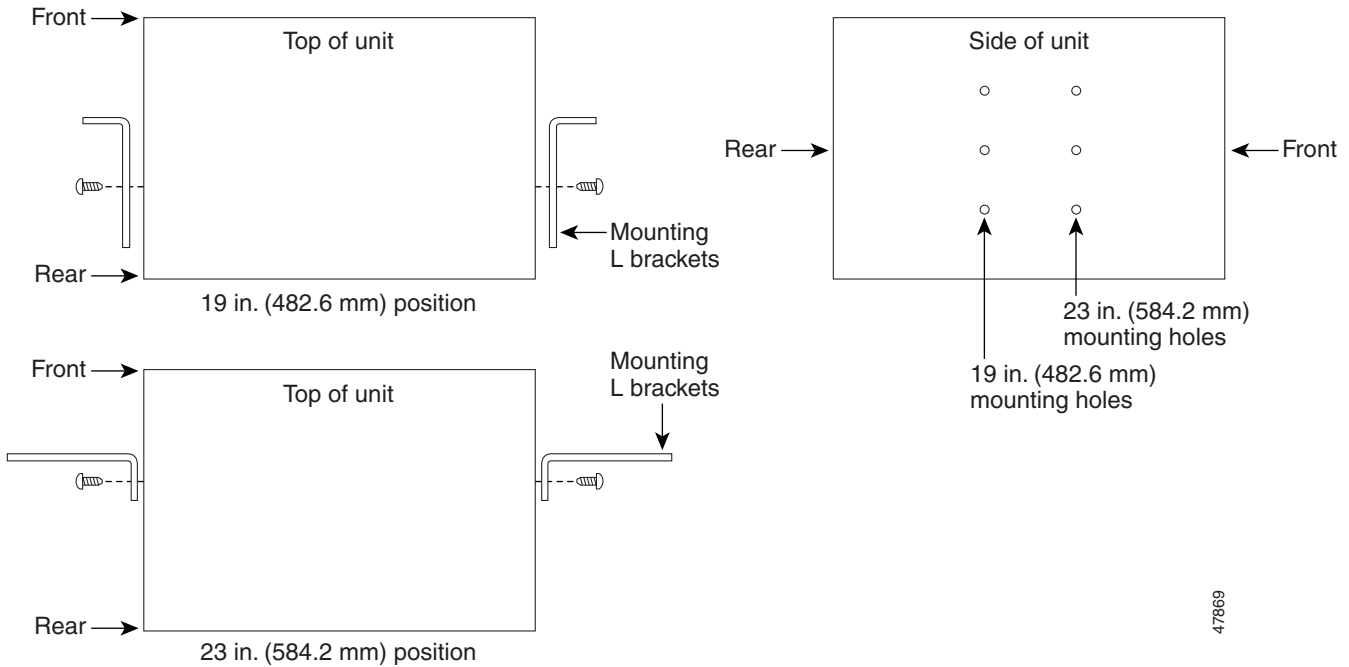 Front
Top of unit
Mounting
L brackets
Rear
19 in. (482.6 mm) position
Side of unit
Rear
Front
23 in. (584.2 mm)
mounting holes
19 in. (482.6 mm)
mounting holes
Front
Top of unit
Mounting
L brackets
Rear
23 in. (584.2 mm) position
47869